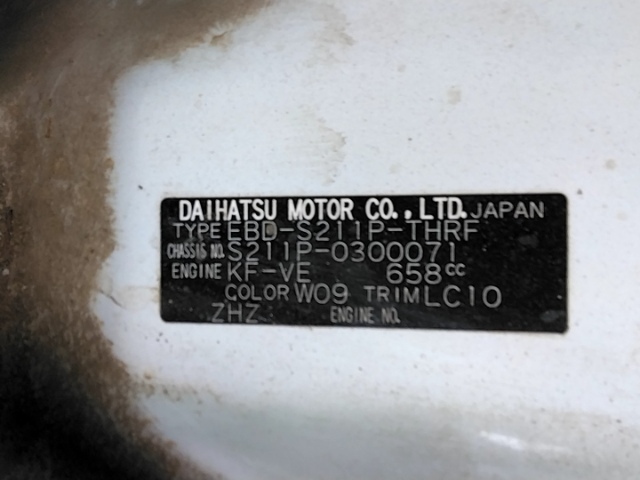 DAIHATSU MOTOR CO., LTD. JAPAN
TYPE EBD-S211P-THRF
CHASSIS NO. S211P-0300071
ENGINE KF-VE 658cc
COLOR W09 TRIM LC10
ZHZ ENGINE NO.